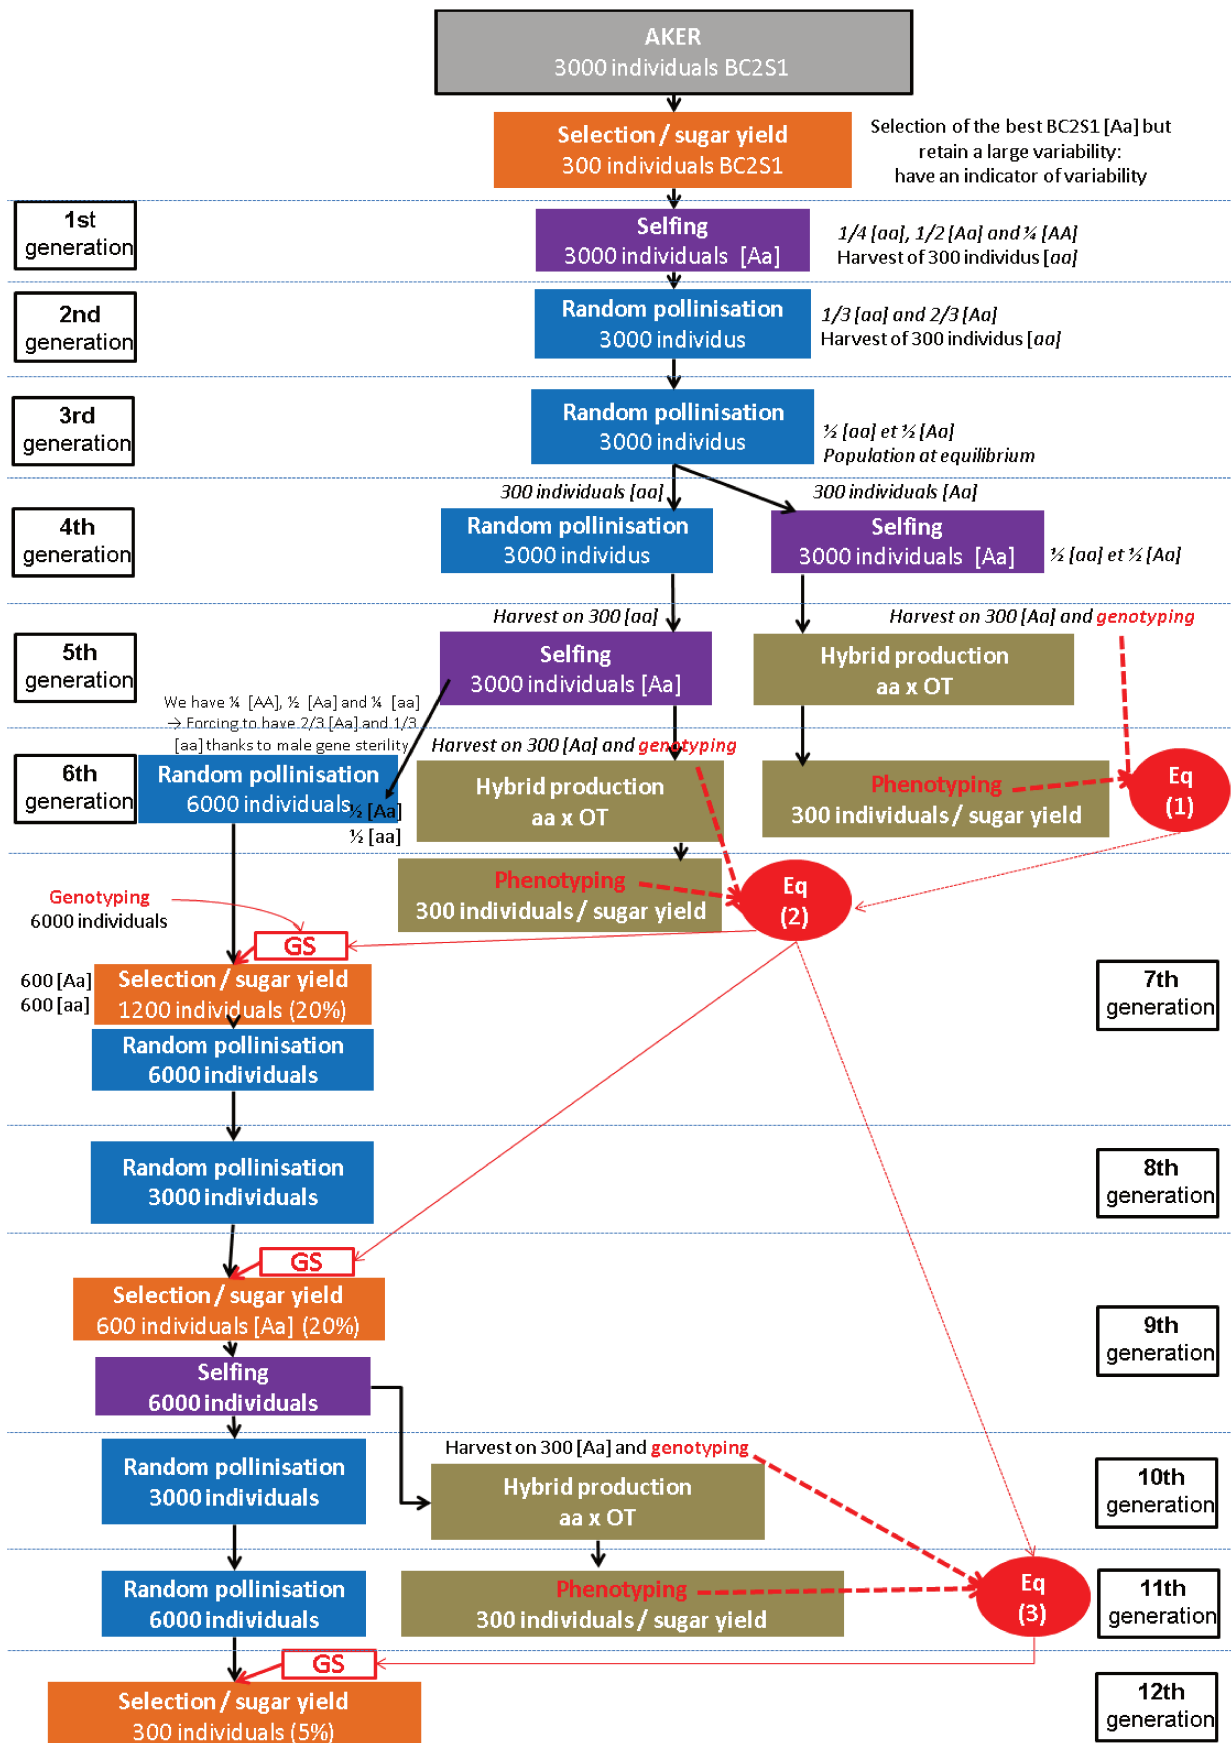 AKER
3000 individuals BC2S1
Selection / sugar yield
300 individuals BC2S1
Selection of the best BC2S1 [Aa] but
retain a large variability:
have an indicator of variability
1st
generation
Selfing
3000 individuals [Aa]
1/4 [aa], 1/2 [Aa] and ¼ [AA]
Harvest of 300 individus [aa]
2nd
generation
Random pollinisation
3000 individus
1/3 [aa] and 2/3 [Aa]
Harvest of 300 individus [aa]
3rd
generation
Random pollinisation
3000 individus
½ [aa] et ½ [Aa]
Population at equilibrium
300 individuals [aa]
300 individuals [Aa]
4th
generation
Random pollinisation
3000 individus
Selfing
3000 individuals [Aa]
½ [aa] et ½ [Aa]
Harvest on 300 [aa]
Harvest on 300 [Aa] and genotyping
5th
generation
Selfing
3000 individuals [Aa]
Hybrid production
aa x OT
We have ¼ [AA], ½ [Aa] and ¼ [aa]
→ Forcing to have 2/3 [Aa] and 1/3
[aa] thanks to male gene sterility
Harvest on 300 [Aa] and genotyping
6th
generation
Random pollinisation
6000 individuals
½ [Aa]
½ [aa]
Hybrid production
aa x OT
Phenotyping
300 individuals / sugar yield
Eq
(1)
Phenotyping
300 individuals / sugar yield
Eq
(2)
Genotyping
6000 individuals
GS
600 [Aa]
600 [aa]
Selection / sugar yield
1200 individuals (20%)
7th
generation
Random pollinisation
6000 individuals
Random pollinisation
3000 individuals
8th
generation
GS
Selection / sugar yield
600 individuals [Aa] (20%)
9th
generation
Selfing
6000 individuals
Harvest on 300 [Aa] and genotyping
Random pollinisation
3000 individuals
Hybrid production
aa x OT
10th
generation
Random pollinisation
6000 individuals
Phenotyping
300 individuals / sugar yield
Eq
(3)
11th
generation
GS
Selection / sugar yield
300 individuals (5%)
12th
generation